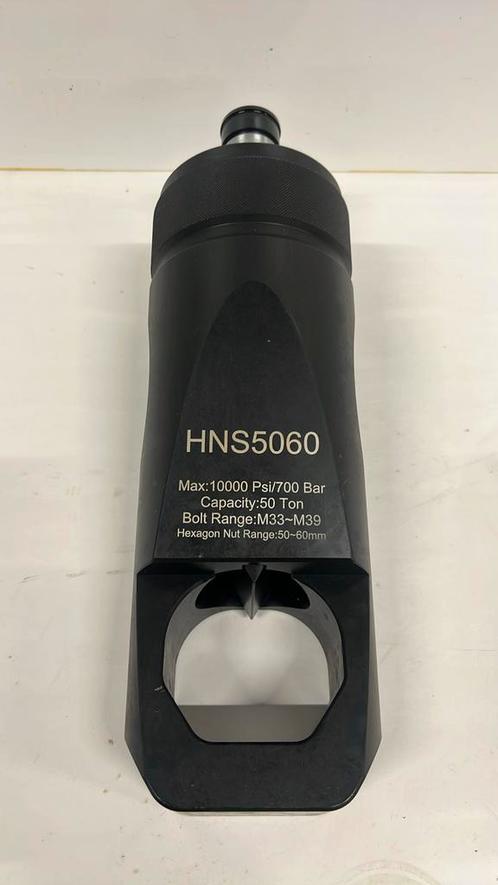 HNS5060
Max:10000 Psi/700 Bar
Capacity:50 Ton
Bolt Range:M33~M39
Hexagon Nut Range:50~60mm